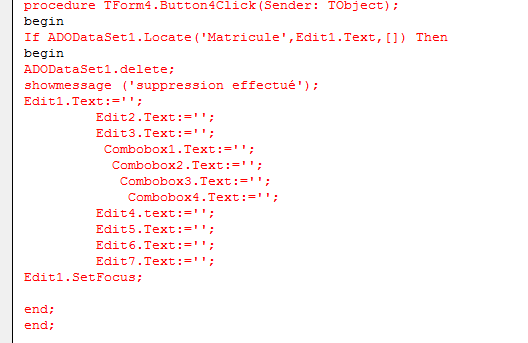 procedure TForm4.Button4Click(Sender: TObject);
begin
If ADODataSet1.Locate('Matricule',Edit1.Text,[]) Then
begin
ADODataSet1.delete;
showmessage ('suppression effectué');
Edit1.Text:='';
Edit2.Text:='';
Edit3.Text:='';
Combobox1.Text:='';
Combobox2.Text:='';
Combobox3.Text:='';
Combobox4.Text:='';
Edit4.text:='';
Edit5.Text:='';
Edit6.Text:='';
Edit7.Text:='';
Edit1.SetFocus;
end;
end;